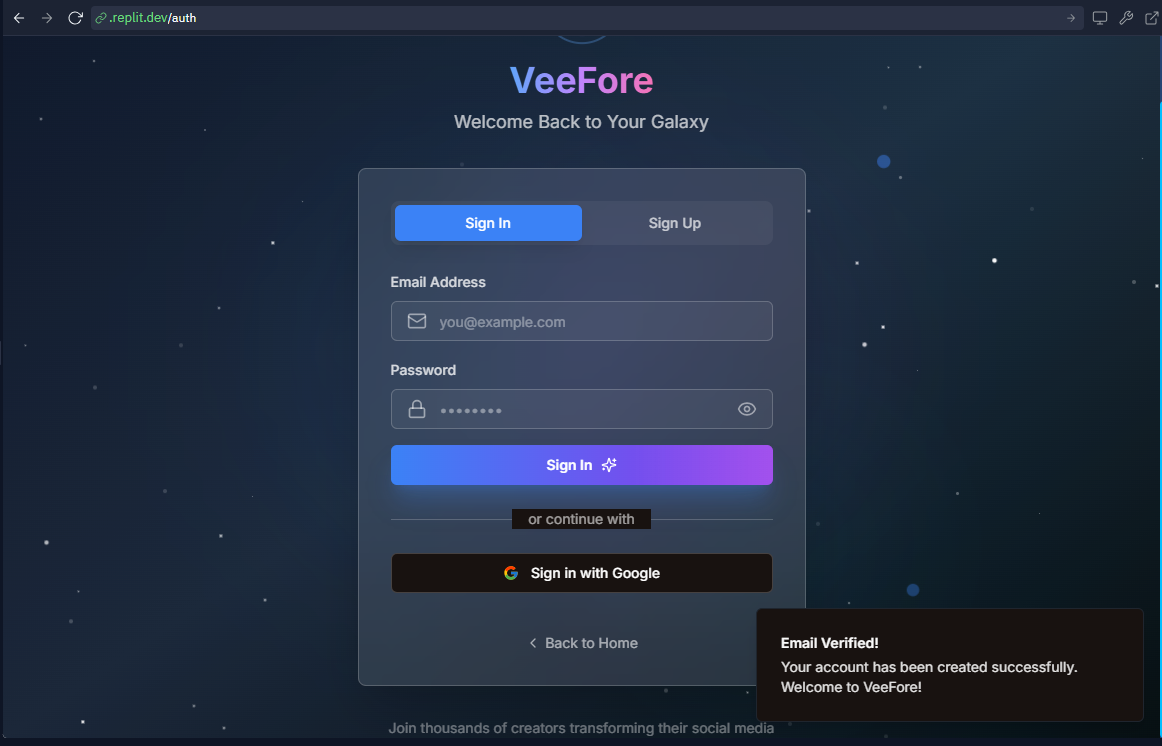 .replit.dev/auth
VeeFore
Welcome Back to Your Galaxy
Sign In
Sign Up
Email Address
you@example.com
Password
Sign In
or continue with
Sign in with Google
Back to Home
Email Verified!
Your account has been created successfully.
Welcome to VeeFore!
Join thousands of creators transforming their social media